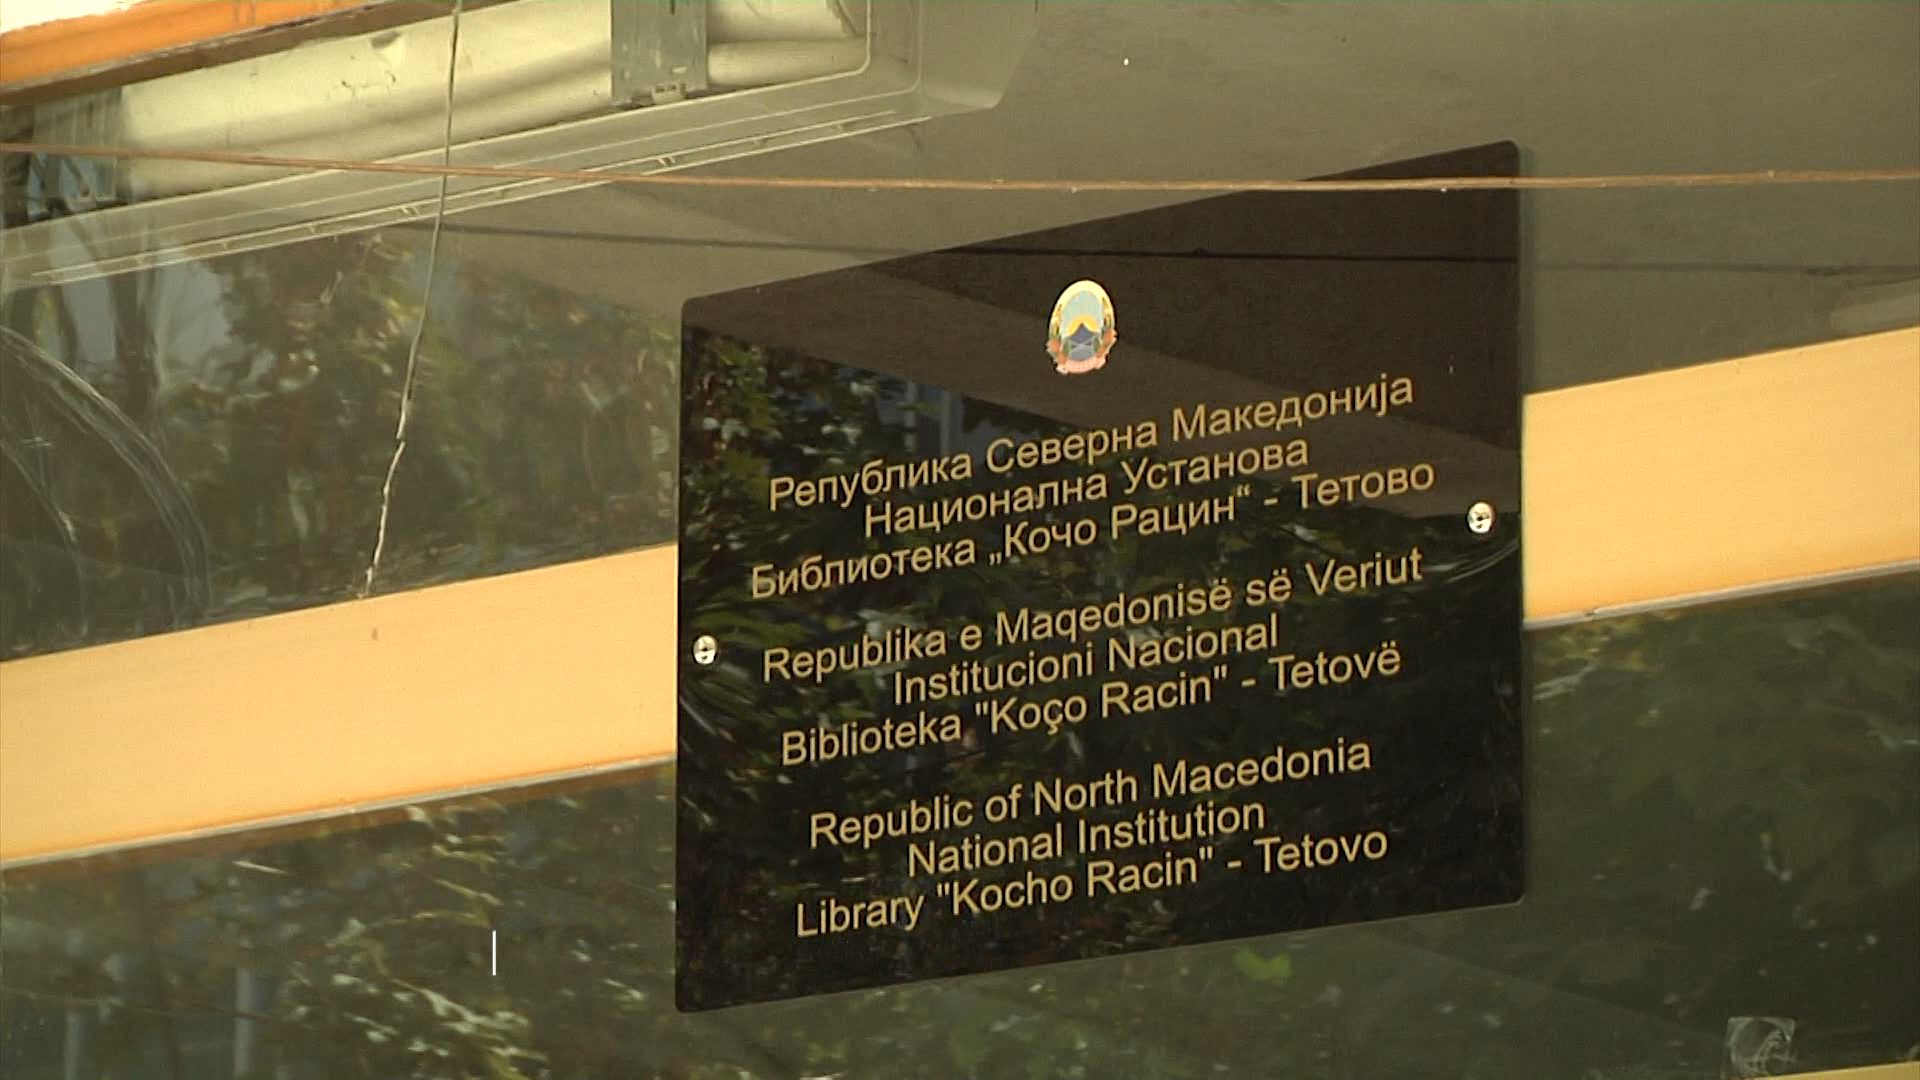 Република Северна Македонија
Национална Установа
Библиотека „Кочо Рацин“ - Тетово
Republika e Maqedonisë së Veriut
Institucioni Nacional
Biblioteka "Koço Racin" - Tetovë
Republic of North Macedonia
National Institution
Library "Kocho Racin" - Tetovo